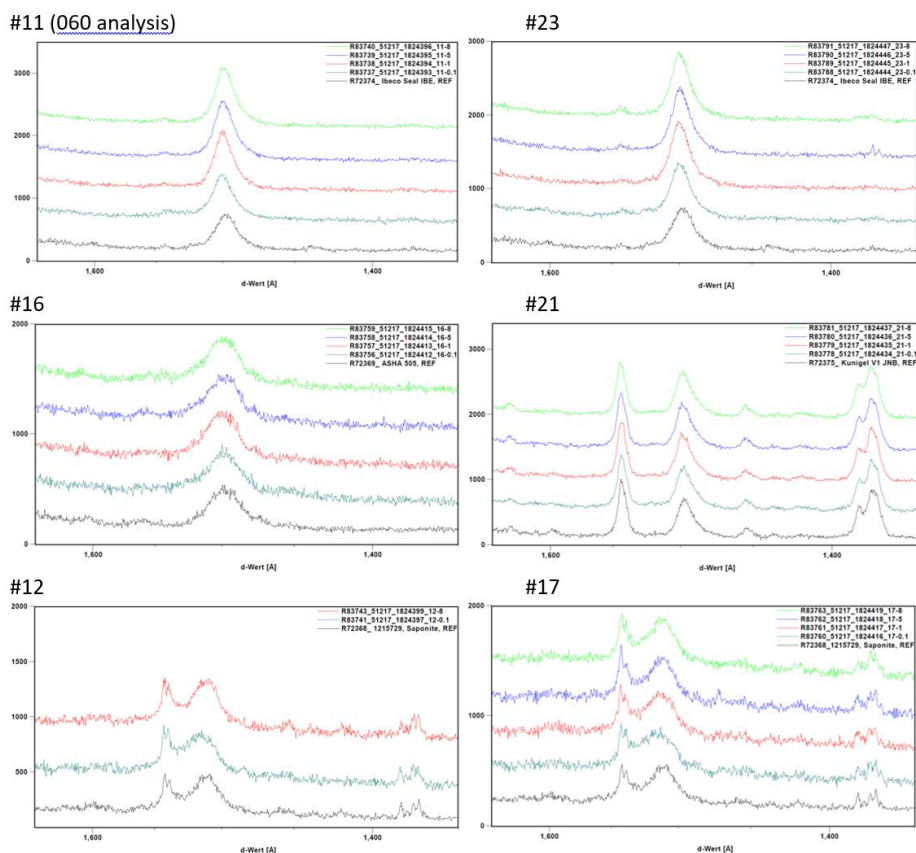 #11 (060 analysis)
R83740_51217_1824396_11-8
R83739_51217_1824395_11-5
R83738_51217_1824394_11-1
R83737_51217_1824393_11-0.1
R72374_ Ibeco Seal IBE, REF
3000
2000
1000
0
1,600
1,400
d-Wert [Å]
#23
R83791_51217_1824447_23-8
R83790_51217_1824446_23-5
R83789_51217_1824445_23-1
R83788_51217_1824444_23-0.1
R72374_ Ibeco Seal IBE, REF
3000
2000
1000
0
1,600
1,400
d-Wert [Å]
#16
R83759_51217_1824415_16-8
R83758_51217_1824414_16-5
R83757_51217_1824413_16-1
R83756_51217_1824412_16-0.1
R72369_ ASHA 505, REF
2000
1000
0
1,600
1,400
d-Wert [Å]
#21
R83781_51217_1824437_21-8
R83780_51217_1824436_21-5
R83779_51217_1824435_21-1
R83778_51217_1824434_21-0.1
R72375_ Kunigel V1 JNB, REF
3000
2000
1000
0
1,600
1,400
d-Wert [Å]
#12
R83743_51217_1824399_12-8
R83741_51217_1824397_12-0.1
R72368_ 1215729, Saponite, REF
2000
1500
1000
500
1,600
1,400
d-Wert [Å]
#17
R83763_51217_1824419_17-8
R83762_51217_1824418_17-5
R83761_51217_1824417_17-1
R83760_51217_1824416_17-0.1
R72368_1215729, Saponite, REF
2000
1000
0
1,600
1,400
d-Wert [Å]